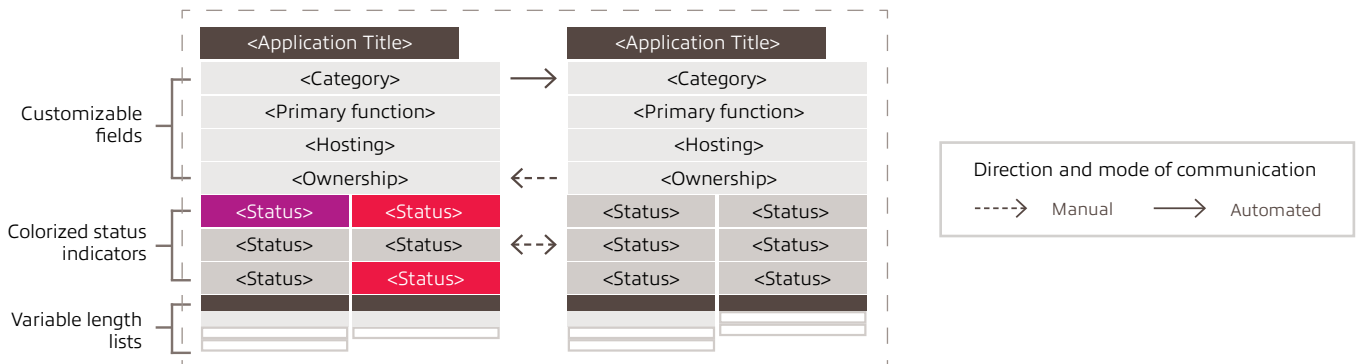 <Application Title>
<Category>
<Primary function>
<Hosting>
<Ownership>
<Status> <Status>
<Status> <Status>
<Status> <Status>
<Application Title>
<Category>
<Primary function>
<Hosting>
<Ownership>
<Status> <Status>
<Status> <Status>
<Status> <Status>
Customizable
fields
Colorized status
indicators
Variable length
lists
Direction and mode of communication
Manual Automated